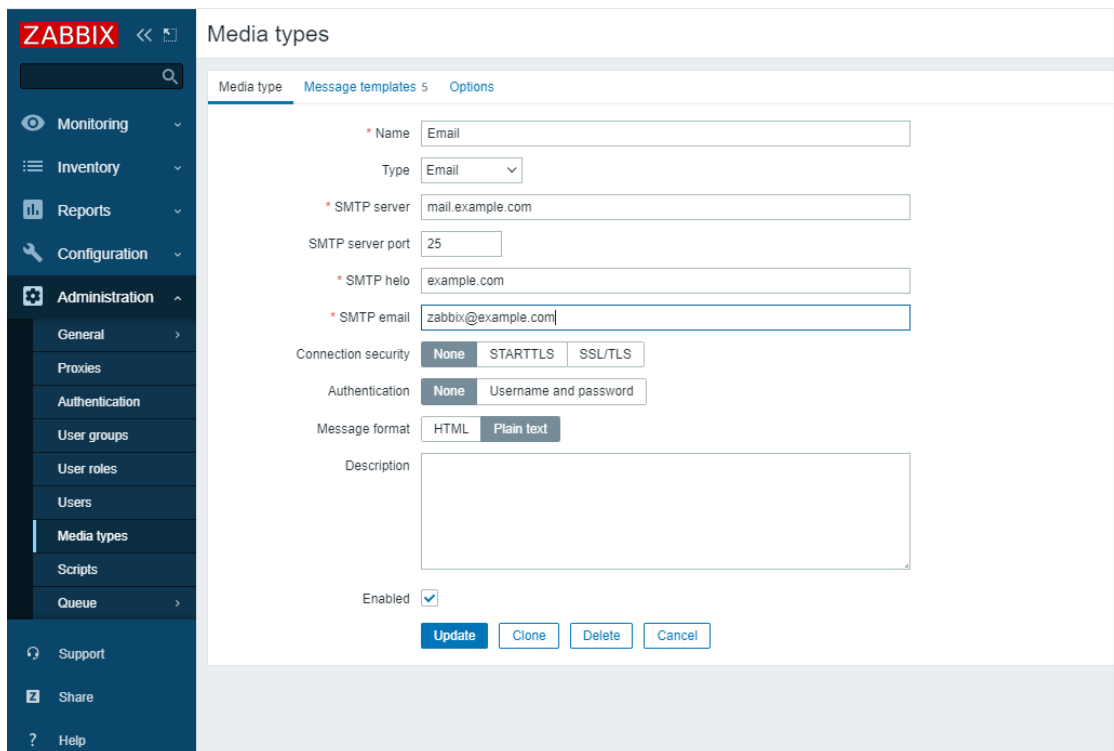 ZABBIX
Monitoring
Inventory
Reports
Configuration
Administration
General
Proxies
Authentication
User groups
User roles
Users
Media types
Scripts
Queue
Support
Share
Help
Media types
Media type Message templates 5 Options
* Name Email
Type Email
* SMTP server mail.example.com
SMTP server port 25
* SMTP helo example.com
* SMTP email zabbix@example.com
Connection security None STARTTLS SSL/TLS
Authentication None Username and password
Message format HTML Plain text
Description
Enabled
Update Clone Delete Cancel